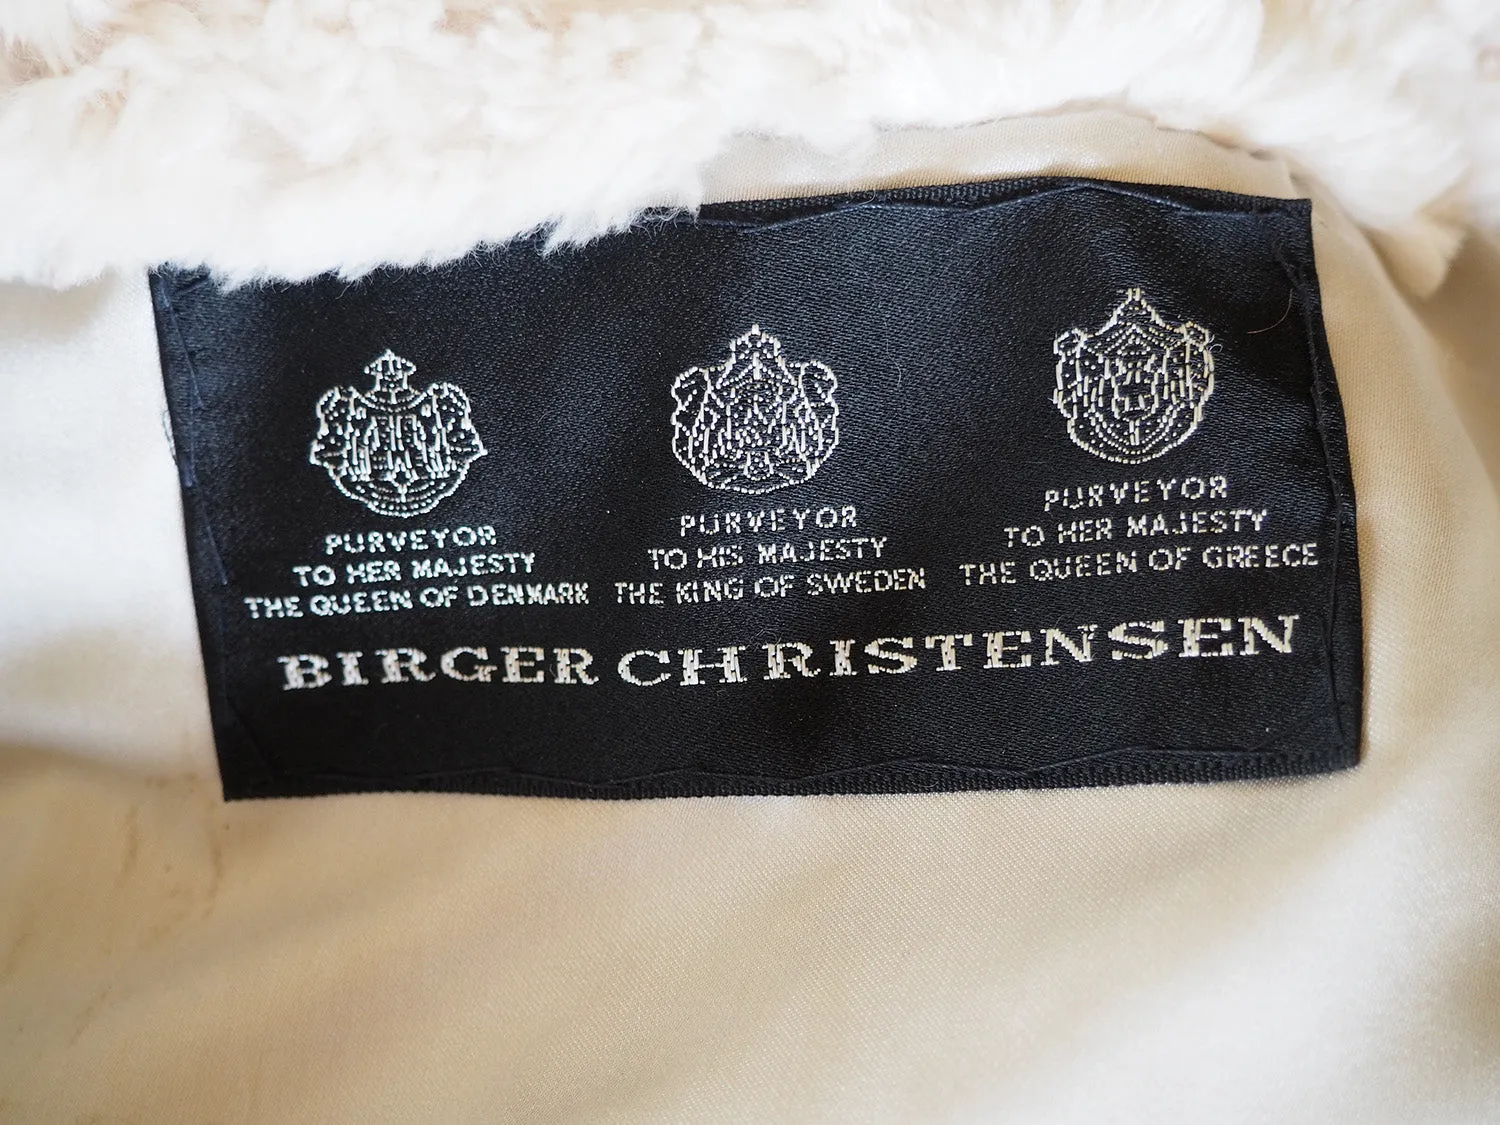 PURVEYOR
TO HER MAJESTY
THE QUEEN OF DENMARK
PURVEYOR
TO HIS MAJESTY
THE KING OF SWEDEN
PURVEYOR
TO HER MAJESTY
THE QUEEN OF GREECE
BIRGER CHRISTENSEN